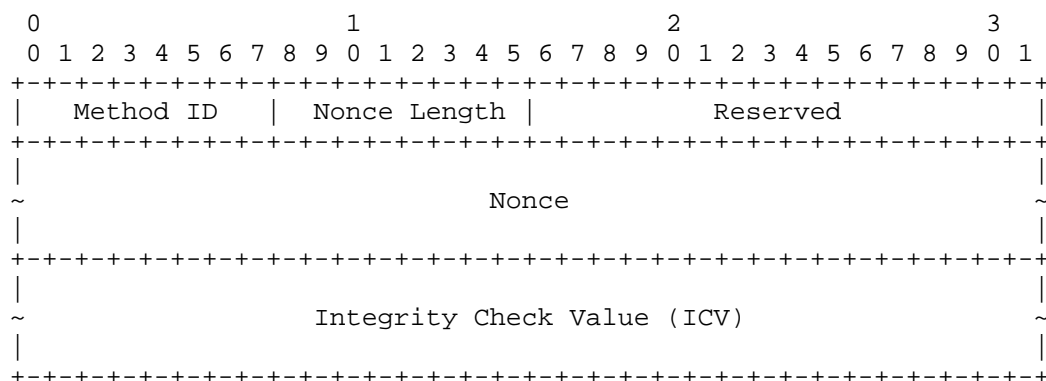 0                   1                   2                   3
 0 1 2 3 4 5 6 7 8 9 0 1 2 3 4 5 6 7 8 9 0 1 2 3 4 5 6 7 8 9 0 1
+-+-+-+-+-+-+-+-+-+-+-+-+-+-+-+-+-+-+-+-+-+-+-+-+-+-+-+-+-+-+-+-+
|   Method ID   | Nonce Length  |           Reserved            |
+-+-+-+-+-+-+-+-+-+-+-+-+-+-+-+-+-+-+-+-+-+-+-+-+-+-+-+-+-+-+-+-+
|                                                               |
~                             Nonce                             ~
|                                                               |
+-+-+-+-+-+-+-+-+-+-+-+-+-+-+-+-+-+-+-+-+-+-+-+-+-+-+-+-+-+-+-+-+
|                                                               |
~                  Integrity Check Value (ICV)                  ~
|                                                               |
+-+-+-+-+-+-+-+-+-+-+-+-+-+-+-+-+-+-+-+-+-+-+-+-+-+-+-+-+-+-+-+-+